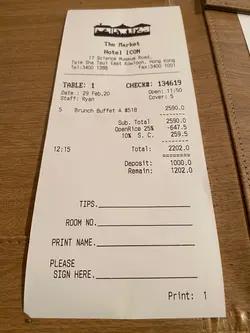 The Market
Hotel ICON
17 Science Museum Road,
Tsim Sha Tsui East Kowloon, Hong Kong
Tel:3400 1388 Fax:3400 1001
TABLE: 1 CHECK#: 134619
Date : 29 Feb.20 Open: 11:50
Staff: Ryan Cover: 5
5 Brunch Buffet A @518 2590.0
Sub. Total 2590.0
OpenRice 25% -647.5
10% S. C. 259.5
12:15 Total: 2202.0
Deposit: 1000.0
Remain: 1202.0
TIPS
ROOM NO.
PRINT NAME.
PLEASE
SIGN HERE.
Print: 1